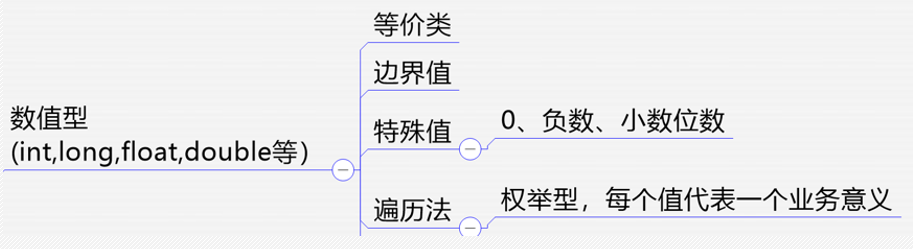 等价类
边界值
数值型
(int,long,float,double等)
特殊值
0、负数、小数位数
遍历法
权举型，每个值代表一个业务意义